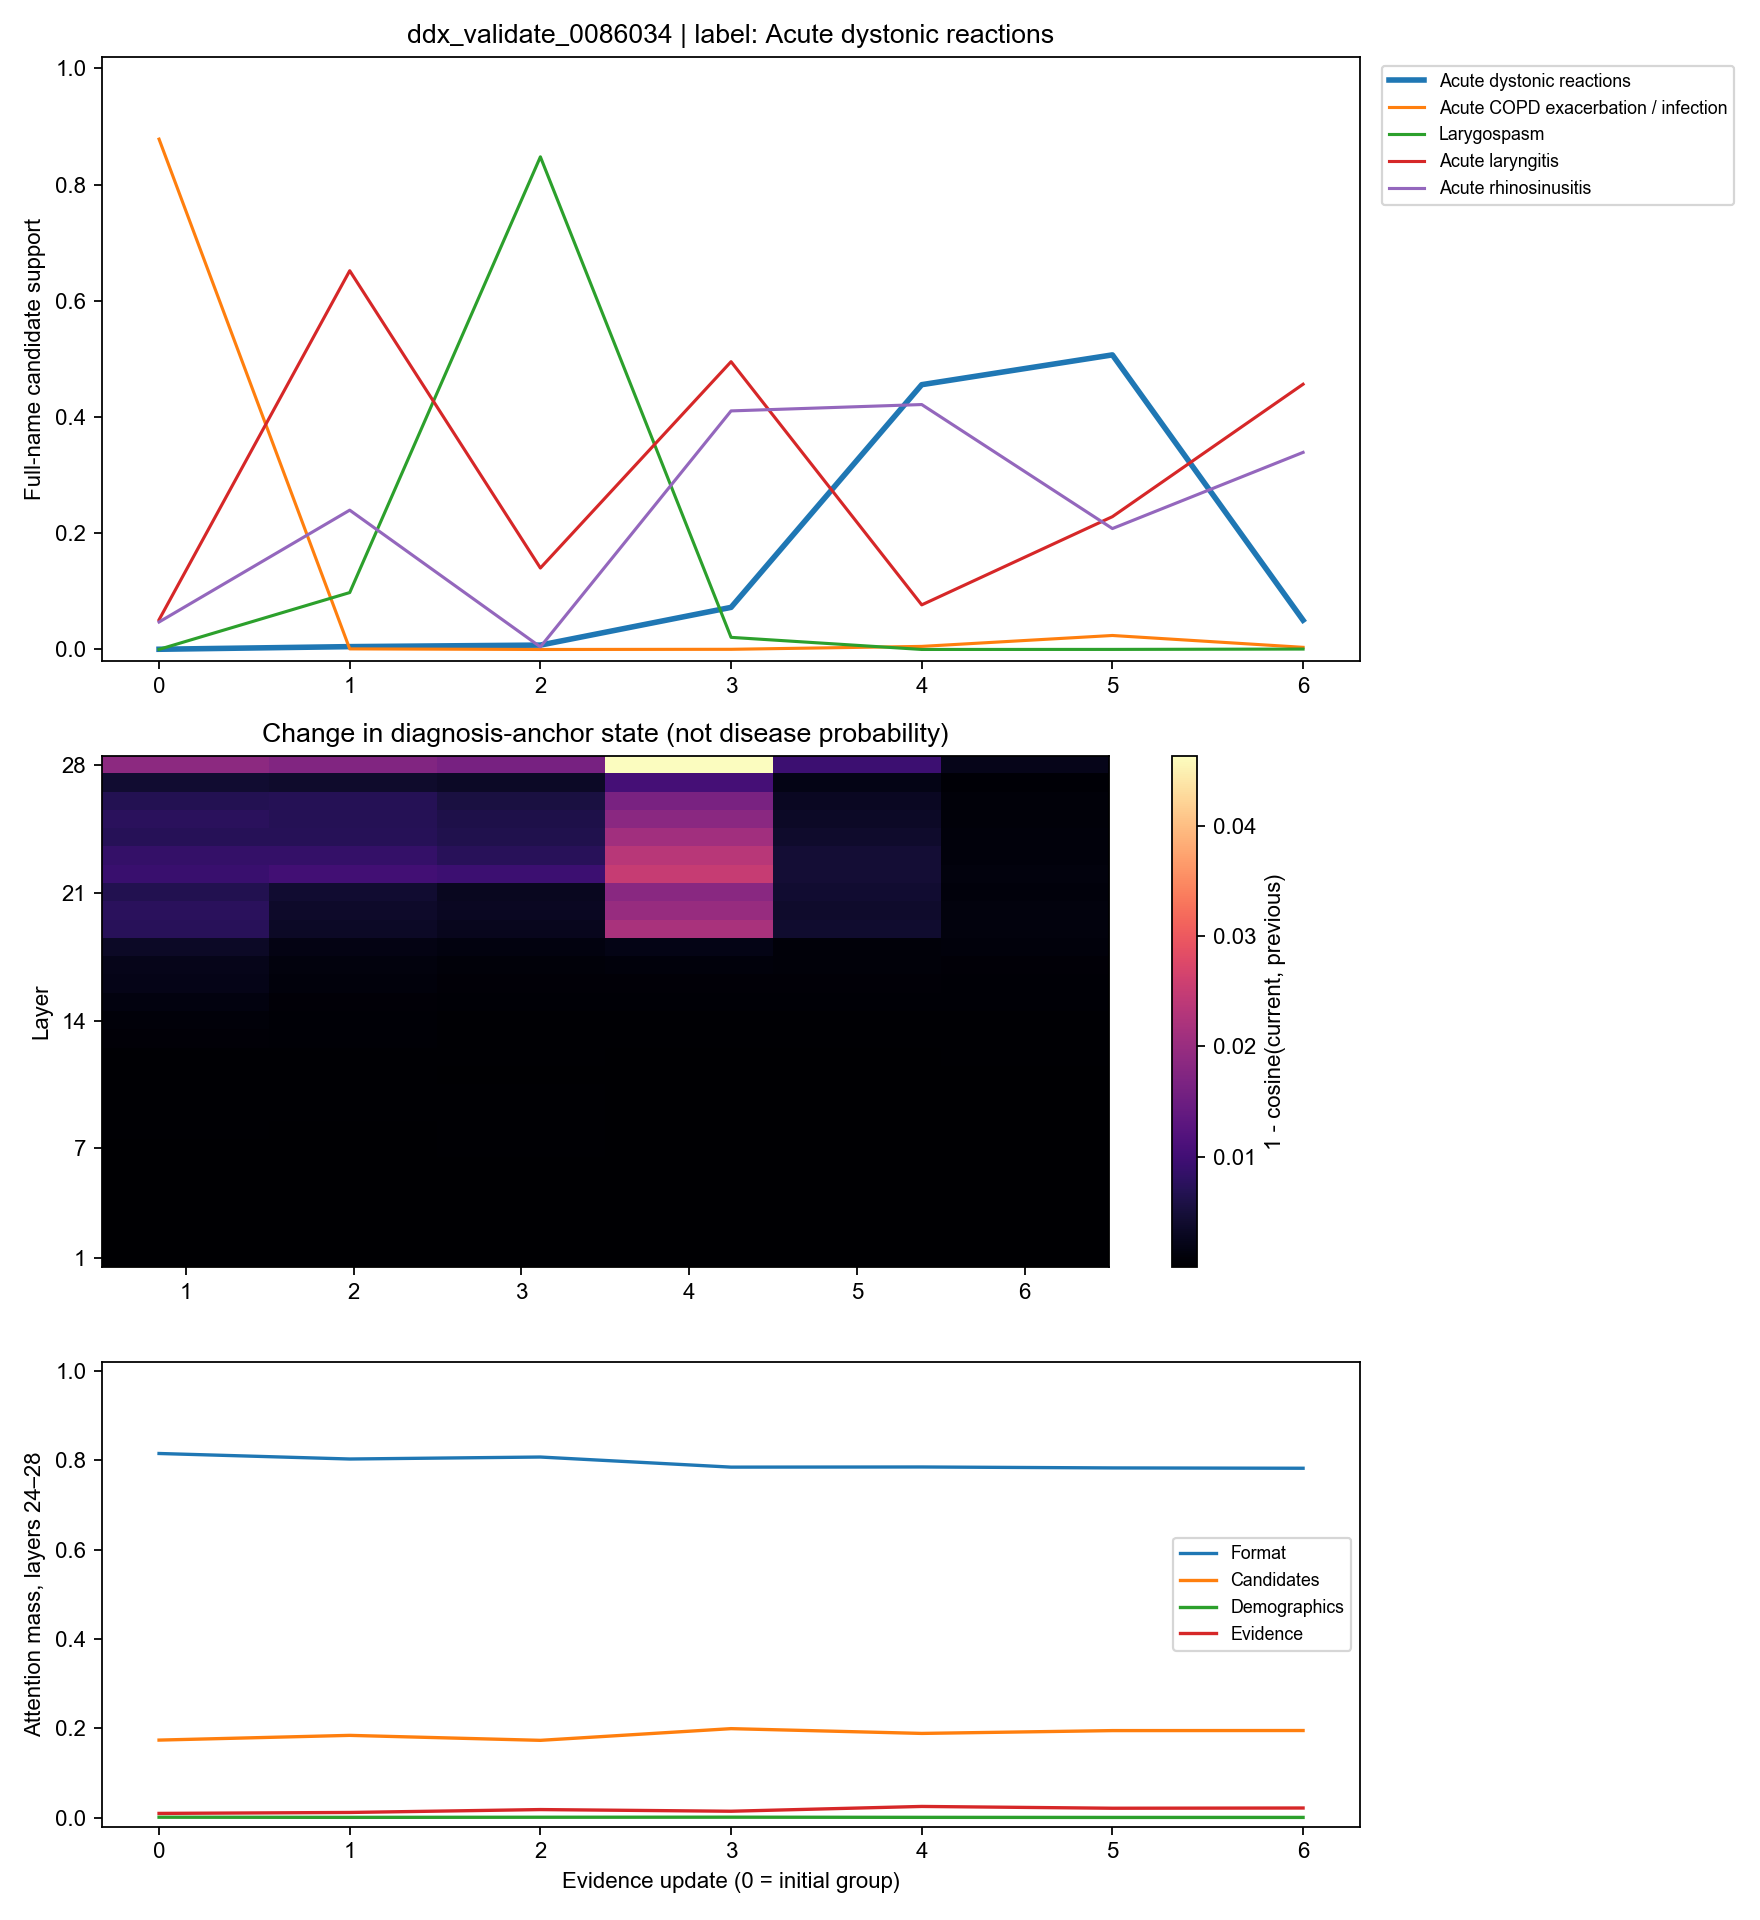 ddx_validate_0086034 | label: Acute dystonic reactions
Full-name candidate support
1.0
0.8
0.6
0.4
0.2
0.0
0 1 2 3 4 5 6
Acute dystonic reactions
Acute COPD exacerbation / infection
Larygospasm
Acute laryngitis
Acute rhinosinusitis
Change in diagnosis-anchor state (not disease probability)
Layer
28
21
14
7
1
1 2 3 4 5 6
0.04
0.03
0.02
0.01
1 - cosine(current, previous)
Attention mass, layers 24–28
1.0
0.8
0.6
0.4
0.2
0.0
Format
Candidates
Demographics
Evidence
0 1 2 3 4 5 6
Evidence update (0 = initial group)